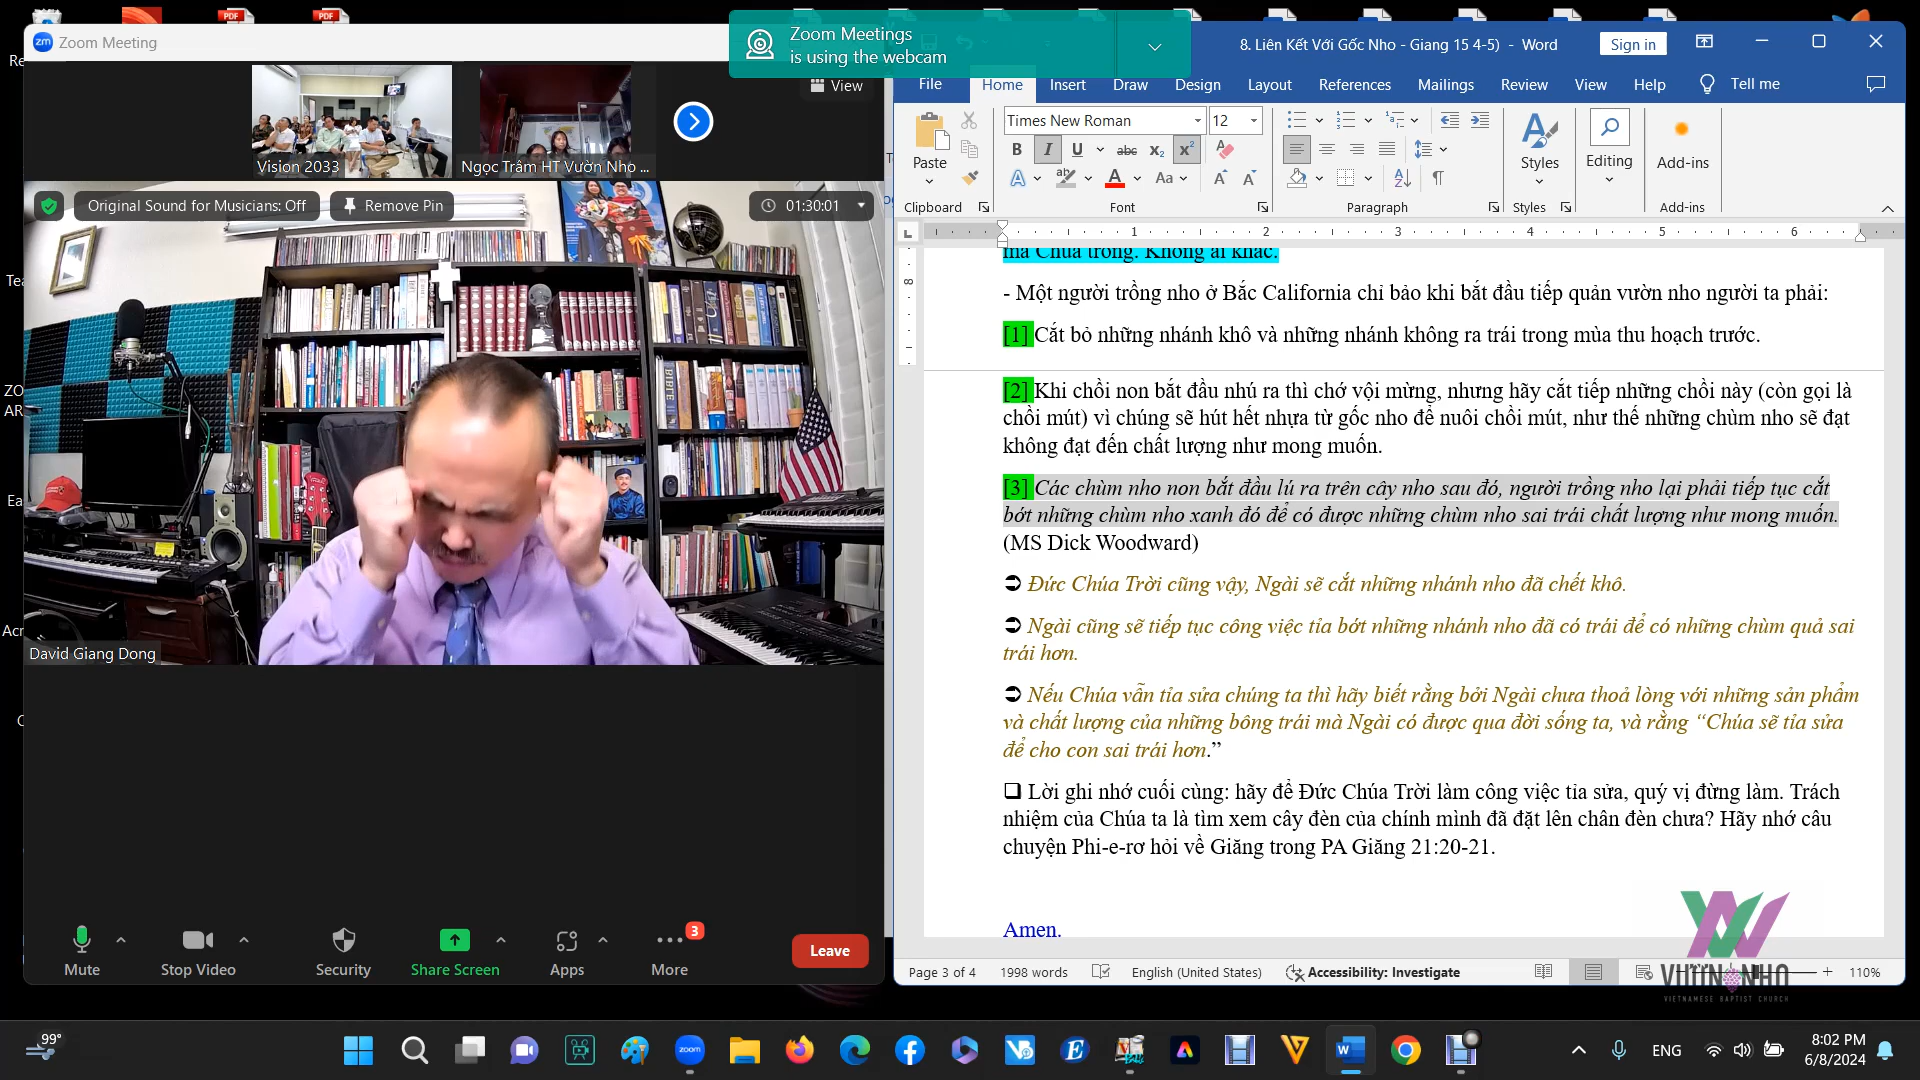 Zoom Meeting
Zoom Meetings
is using the webcam
View
Vision 2033
Ngọc Trâm HT Vườn Nho ...
Original Sound for Musicians: Off
Remove Pin
01:30:01
David Giang Dong
Mute
Stop Video
Security
Share Screen
Apps
3
More
Leave
8. Liên Kết Với Gốc Nho - Giang 15 4-5) - Word
Sign in
File Home Insert Draw Design Layout References Mailings Review View Help Tell me
Times New Roman 12
Paste
Styles
Editing
Add-ins
Clipboard Font Paragraph Styles Add-ins
mà Chúa trồng. Không ai khác.
- Một người trồng nho ở Bắc California chỉ bảo khi bắt đầu tiếp quản vườn nho người ta phải:
[1] Cắt bỏ những nhánh khô và những nhánh không ra trái trong mùa thu hoạch trước.
[2] Khi chồi non bắt đầu nhú ra thì chớ vội mừng, nhưng hãy cắt tiếp những chồi này (còn gọi là
chồi mút) vì chúng sẽ hút hết nhựa từ gốc nho để nuôi chồi mút, như thế những chùm nho sẽ đạt
không đạt đến chất lượng như mong muốn.
[3] Các chùm nho non bắt đầu lú ra trên cây nho sau đó, người trồng nho lại phải tiếp tục cắt
bớt những chùm nho xanh đó để có được những chùm nho sai trái chất lượng như mong muốn.
(MS Dick Woodward)
➲ Đức Chúa Trời cũng vậy, Ngài sẽ cắt những nhánh nho đã chết khô.
➲ Ngài cũng sẽ tiếp tục công việc tỉa bớt những nhánh nho đã có trái để có những chùm quả sai
trái hơn.
➲ Nếu Chúa vẫn tỉa sửa chúng ta thì hãy biết rằng bởi Ngài chưa thoả lòng với những sản phẩm
và chất lượng của những bông trái mà Ngài có được qua đời sống ta, và rằng “Chúa sẽ tỉa sửa
để cho con sai trái hơn.”
❑ Lời ghi nhớ cuối cùng: hãy để Đức Chúa Trời làm công việc tỉa sửa, quý vị đừng làm. Trách
nhiệm của Chúa ta là tìm xem cây đèn của chính mình đã đặt lên chân đèn chưa? Hãy nhớ câu
chuyện Phi-e-rơ hỏi về Giăng trong PA Giăng 21:20-21.
Amen.
Page 3 of 4 1998 words English (United States) Accessibility: Investigate 110%
VƯỜN NHO
VIETNAMESE BAPTIST CHURCH
99°
ENG
8:02 PM
6/8/2024